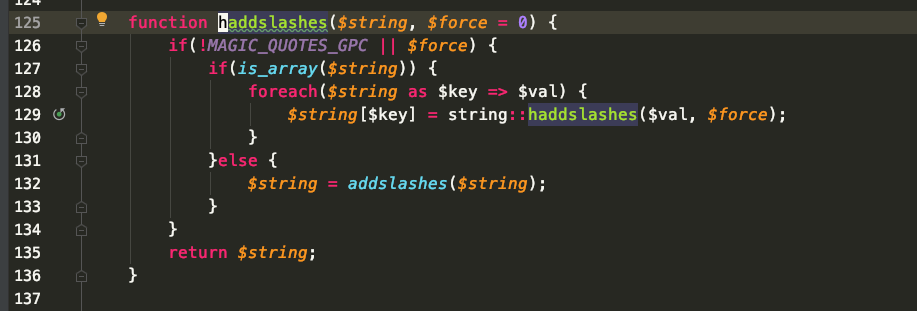 125 function haddslashes($string, $force = 0) {
126 if(!MAGIC_QUOTES_GPC || $force) {
127 if(is_array($string)) {
128 foreach($string as $key => $val) {
129 $string[$key] = string::haddslashes($val, $force);
130 }
131 }else {
132 $string = addslashes($string);
133 }
134 }
135 return $string;
136 }
137